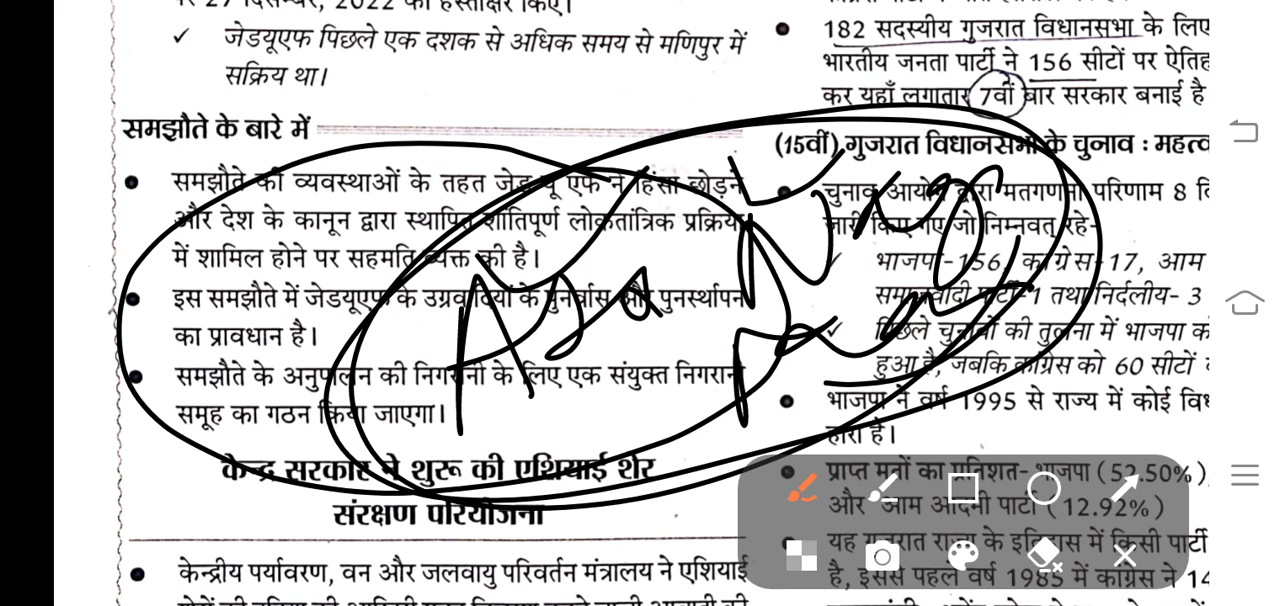 पर 27 दिसम्बर, 2022 को हस्ताक्षर किए।
✓ जेडयूएफ पिछले एक दशक से अधिक समय से मणिपुर में
सक्रिय था।
समझौते के बारे में
• समझौते की व्यवस्थाओं के तहत जेड यू एफ ने हिंसा छोड़ने
और देश के कानून द्वारा स्थापित शांतिपूर्ण लोकतांत्रिक प्रक्रिया
में शामिल होने पर सहमति व्यक्त की है।
• इस समझौते में जेडयूएफ के उग्रवादियों के पुनर्वास और पुनर्स्थापन
का प्रावधान है।
• समझौते के अनुपालन की निगरानी के लिए एक संयुक्त निगरानी
समूह का गठन किया जाएगा।
केन्द्र सरकार ने शुरू की एशियाई शेर
संरक्षण परियोजना
• केन्द्रीय पर्यावरण, वन और जलवायु परिवर्तन मंत्रालय ने एशियाई
• 182 सदस्यीय गुजरात विधानसभा के लिए
भारतीय जनता पार्टी ने 156 सीटों पर
कर यहाँ लगातार 7वीं बार सरकार बनाई है
(15वीं) गुजरात विधानसभा के चुनाव :
• चुनाव आयोग द्वारा मतगणना परिणाम 8
जारी किए गए जो निम्नवत् रहे-
✓ भाजपा-156, कांग्रेस-17, आम
समाजवादी पार्टी-1 तथा निर्दलीय- 3
✓ पिछले चुनावों की तुलना में भाजपा
हुआ है, जबकि कांग्रेस को 60 सीटों
• भाजपा ने वर्ष 1995 से राज्य में कोई
हारा है।
• प्राप्त मतों का प्रतिशत- भाजपा (52.50%)
और आम आदमी पार्टी (12.92%)
• यह गुजरात राज्य के इतिहास में किसी पार्टी
है, इससे पहले वर्ष 1985 में कांग्रेस ने